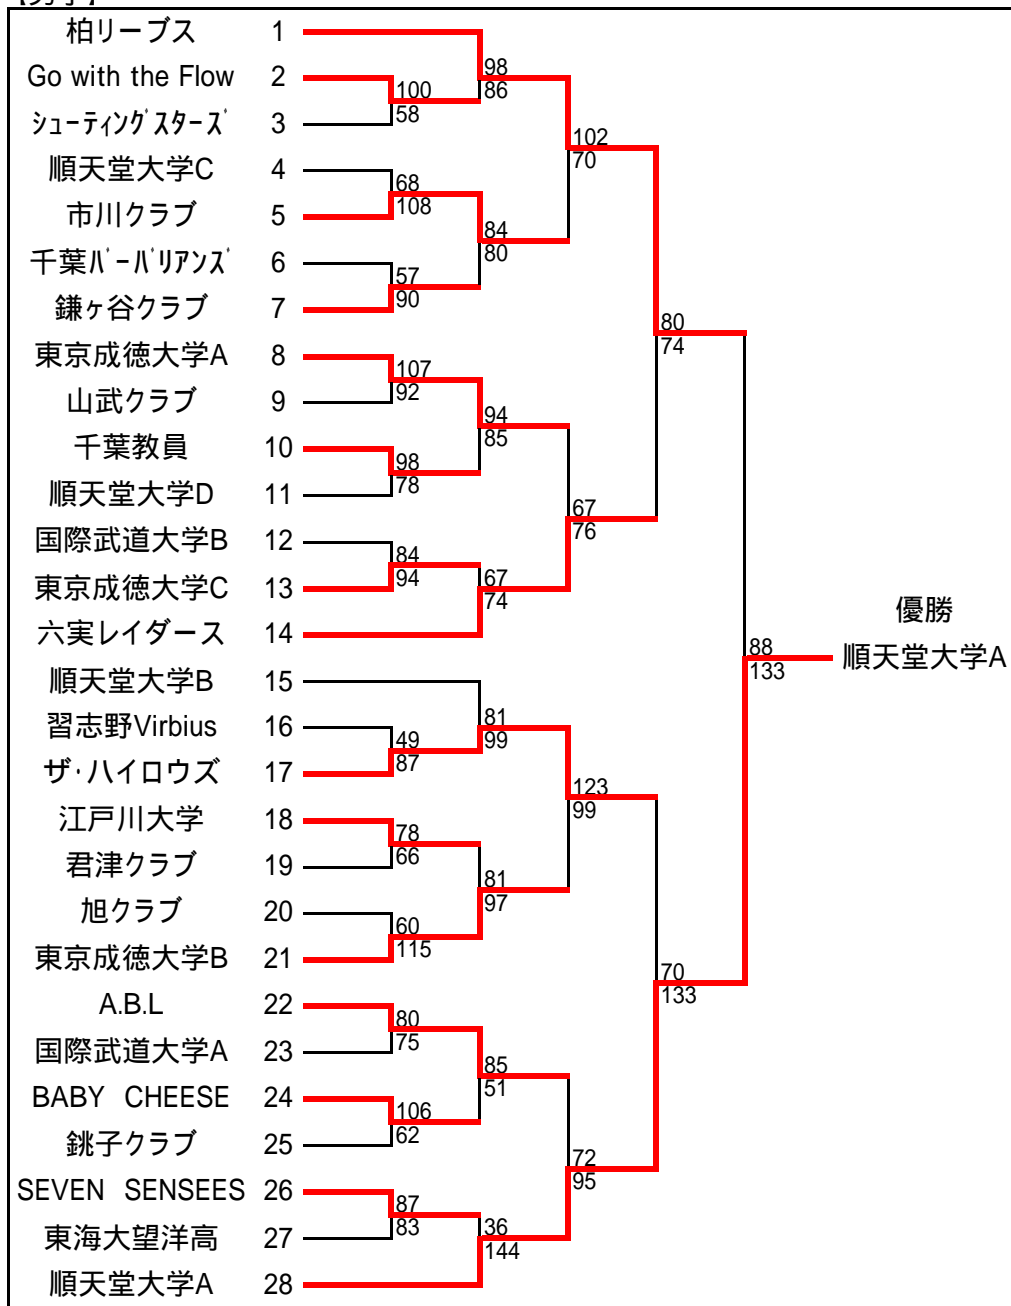 柏リーブス 1
Go with the Flow 2
ｼｭｰﾃｨﾝｸﾞｽﾀｰｽﾞ 3
順天堂大学C 4
市川クラブ 5
千葉ﾊﾞｰﾊﾞﾘｱﾝｽﾞ 6
鎌ヶ谷クラブ 7
東京成徳大学A 8
山武クラブ 9
千葉教員 10
順天堂大学D 11
国際武道大学B 12
東京成徳大学C 13
六実レイダース 14
順天堂大学B 15
習志野Virbius 16
ザ･ハイロウズ 17
江戸川大学 18
君津クラブ 19
旭クラブ 20
東京成徳大学B 21
A.B.L 22
国際武道大学A 23
BABY　CHEESE 24
銚子クラブ 25
SEVEN　SENSEES 26
東海大望洋高 27
順天堂大学A 28
100
58
68
108
57
90
107
92
98
78
84
94
49
87
78
66
60
115
80
75
106
62
87
83
98
86
84
80
94
85
67
74
81
99
81
97
85
51
36
144
102
70
67
76
123
99
72
95
80
74
70
133
88
133
優勝
順天堂大学A